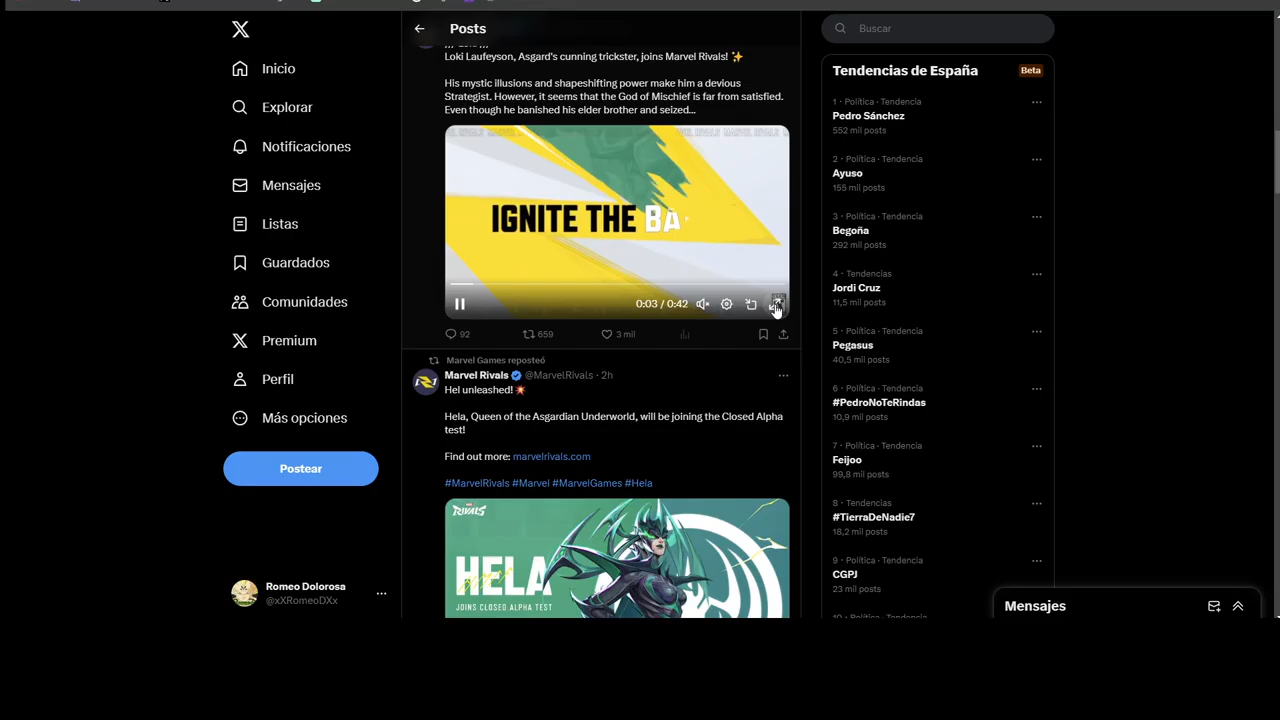 Posts
Loki Laufeyson, Asgard's cunning trickster, joins Marvel Rivals! ✨
His mystic illusions and shapeshifting power make him a devious
Strategist. However, it seems that the God of Mischief is far from satisfied.
Even though he banished his elder brother and seized...
IGNITE THE BA
0:03 / 0:42
92
659
3 mil
Marvel Games reposteó
Marvel Rivals @MarvelRivals · 2h
Hel unleashed! 💥
Hela, Queen of the Asgardian Underworld, will be joining the Closed Alpha
test!
Find out more: marvelrivals.com
#MarvelRivals #Marvel #MarvelGames #Hela
RIVALS
HELA
JOINS CLOSED ALPHA TEST
Inicio
Explorar
Notificaciones
Mensajes
Listas
Guardados
Comunidades
Premium
Perfil
Más opciones
Postear
Romeo Dolorosa
@xXRomeoDXx
Buscar
Tendencias de España
Beta
1 · Política · Tendencia
Pedro Sánchez
552 mil posts
2 · Política · Tendencia
Ayuso
155 mil posts
3 · Política · Tendencia
Begoña
292 mil posts
4 · Tendencias
Jordi Cruz
11,5 mil posts
5 · Política · Tendencia
Pegasus
40,5 mil posts
6 · Política · Tendencia
#PedroNoTeRindas
10,9 mil posts
7 · Política · Tendencia
Feijoo
99,8 mil posts
8 · Tendencias
#TierraDeNadie7
18,2 mil posts
9 · Política · Tendencia
CGPJ
23 mil posts
Mensajes